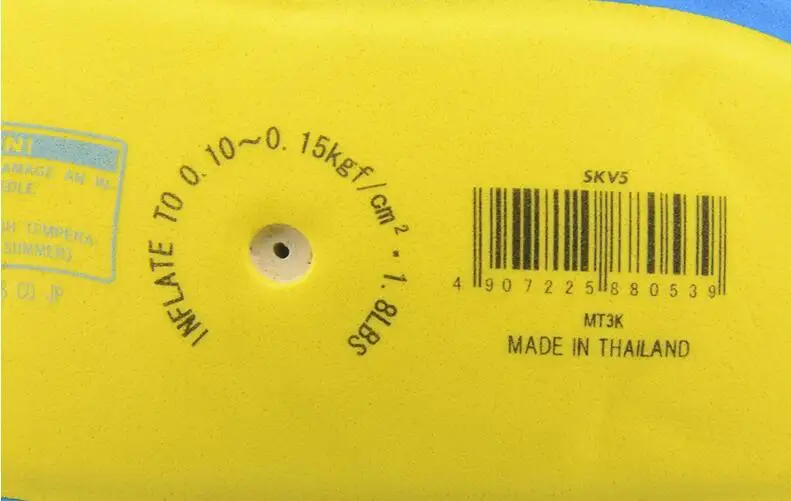 NI
AMAGE AN
EDLE
TEMPERA
SUMMER)
CO JP
INFLATE TO 0.10～0.15kgf/cm²・1.8LBS
SKV5
4 907225 880539
MT3K
MADE IN THAILAND